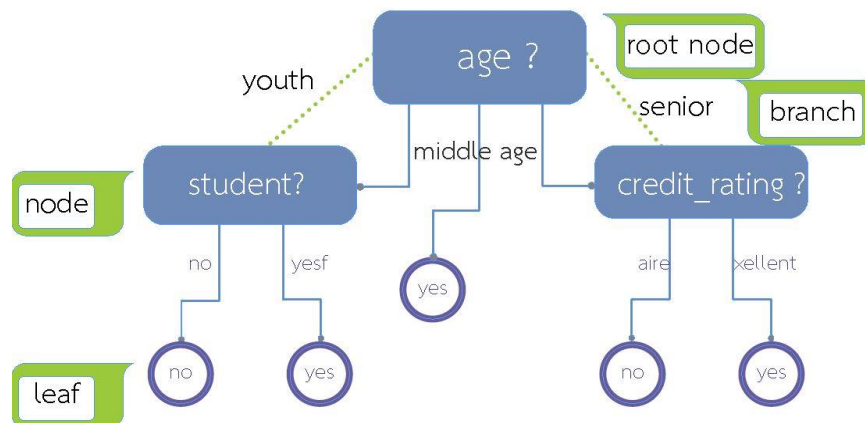 age ?
root node
youth
senior
branch
middle age
student?
credit_rating ?
node
no
yesf
aire
xellent
yes
no
yes
no
yes
leaf